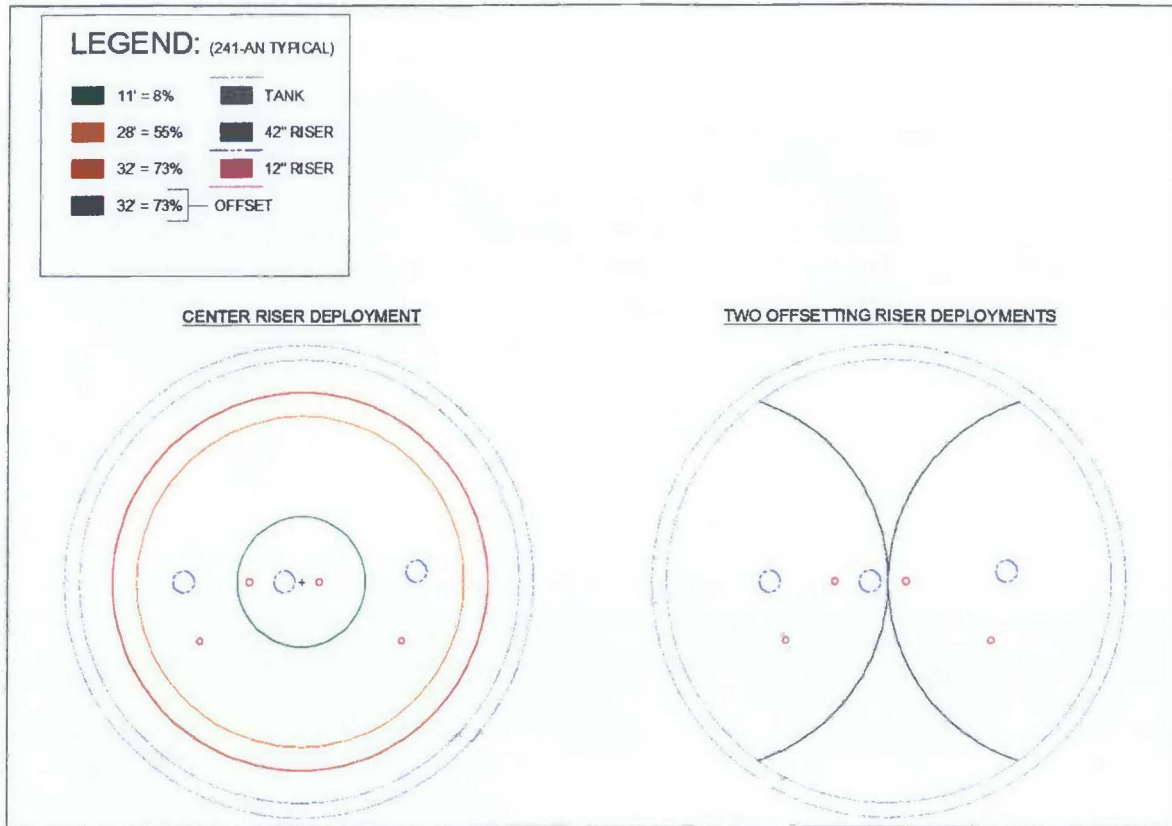 LEGEND: (241-AN TYPICAL)
11' = 8% TANK
28' = 55% 42" RISER
32' = 73% 12" RISER
32' = 73% OFFSET
CENTER RISER DEPLOYMENT
TWO OFFSETTING RISER DEPLOYMENTS